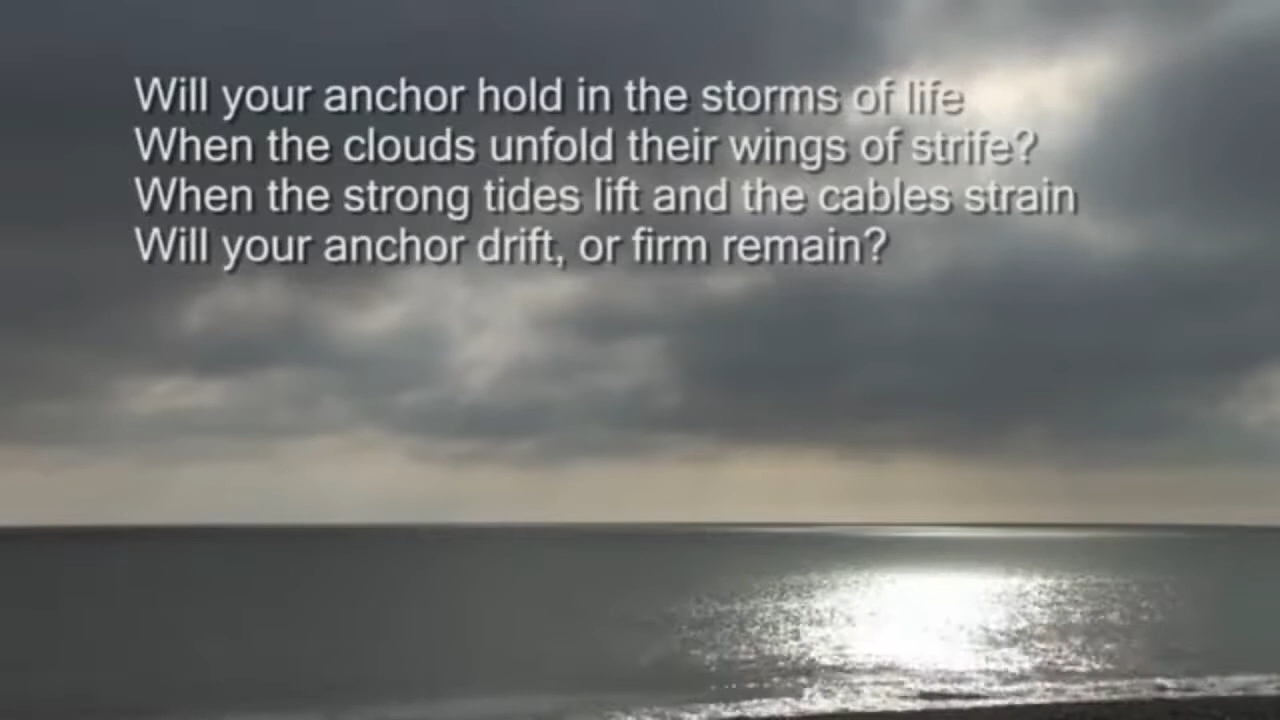 Will your anchor hold in the storms of life
When the clouds unfold their wings of strife?
When the strong tides lift and the cables strain
Will your anchor drift, or firm remain?